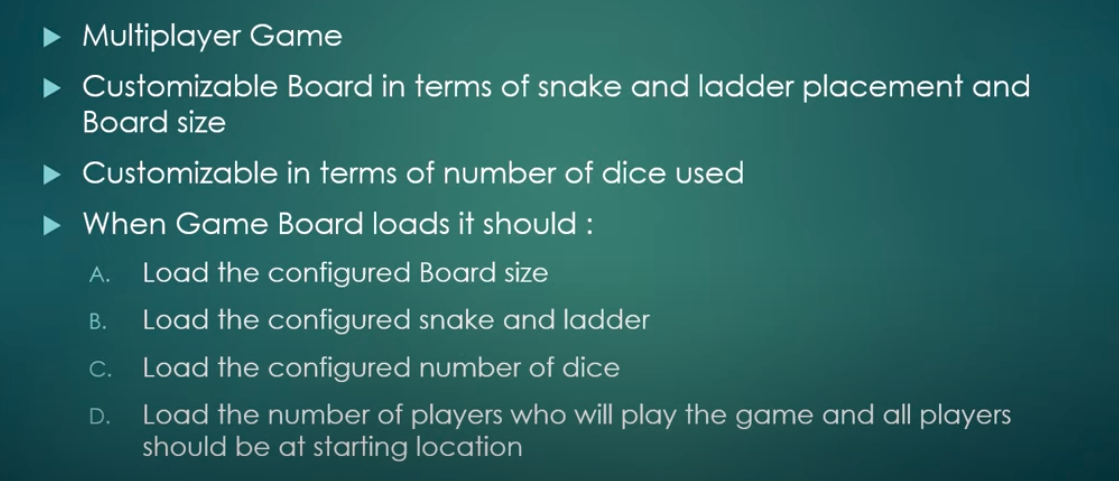 Multiplayer Game
Customizable Board in terms of snake and ladder placement and
Board size
Customizable in terms of number of dice used
When Game Board loads it should :
A. Load the configured Board size
B. Load the configured snake and ladder
C. Load the configured number of dice
D. Load the number of players who will play the game and all players
should be at starting location